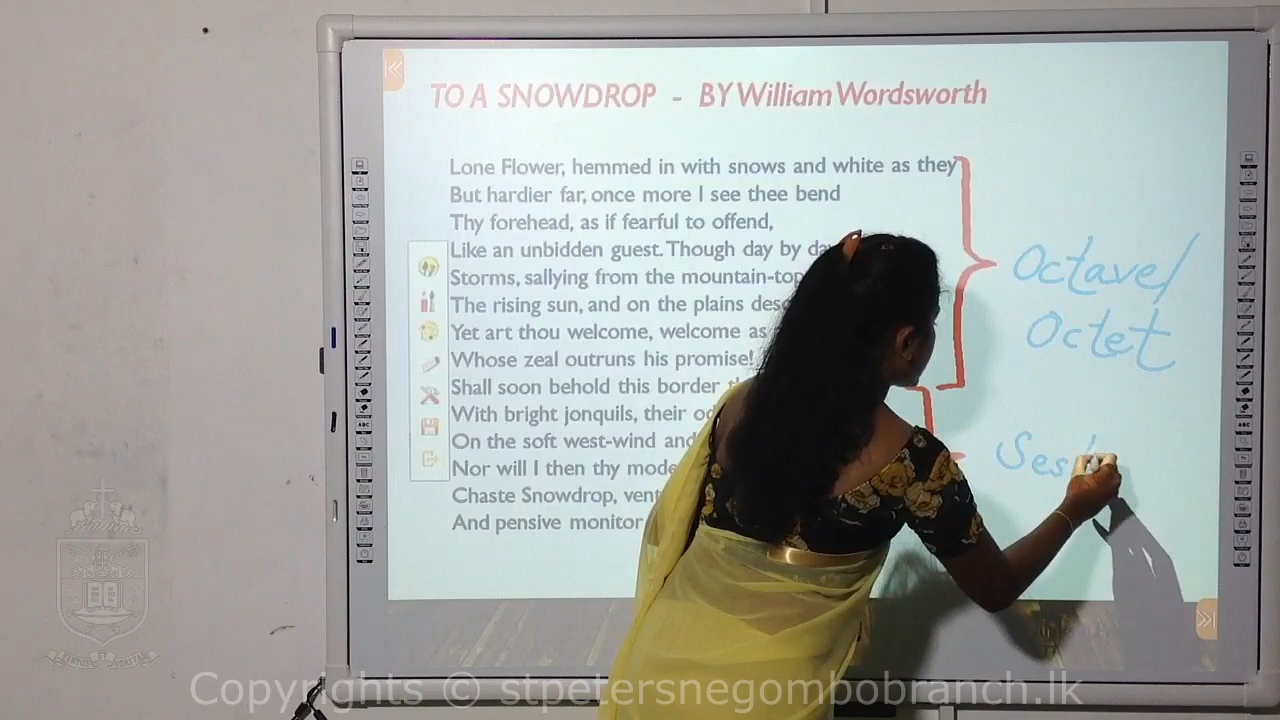 TO A SNOWDROP - BY William Wordsworth
Lone Flower, hemmed in with snows and white as they
But hardier far, once more I see thee bend
Thy forehead, as if fearful to offend,
Like an unbidden guest. Though day by
Storms, sallying from the mountain-top
The rising sun, and on the plains
Yet art thou welcome, welcome as
Whose zeal outruns his promise!
Shall soon behold this border
With bright jonquils, their
On the soft west-wind and
Nor will I then thy
Chaste Snowdrop,
And pensive monitor
Octave/
Octet
Ses
ABC
ABC
Copyrights © stpetersnegombobranch.lk